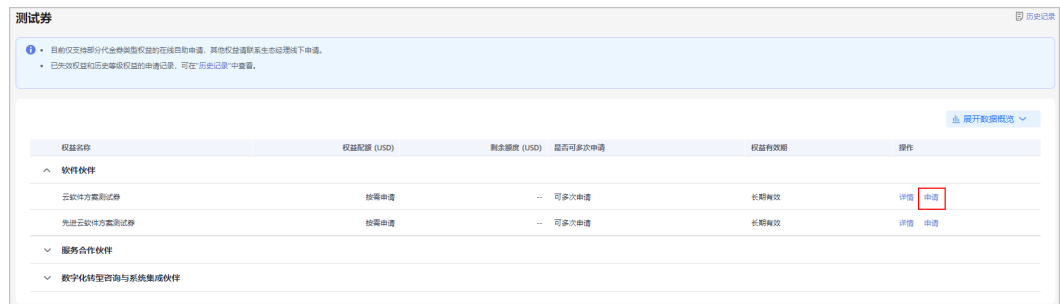 测试券
历史记录
目前仅支持部分代金券类型权益的在线自助申请，其他权益请联系生态经理线下申请。
已失效权益和历史等级权益的申请记录，可在“历史记录”中查看。
展开数据概览
权益名称 权益配额 (USD) 剩余额度 (USD) 是否可多次申请 权益有效期 操作
软件伙伴
云软件方案测试券 按需申请 -- 可多次申请 长期有效 详情 申请
先进云软件方案测试券 按需申请 -- 可多次申请 长期有效 详情 申请
服务合作伙伴
数字化转型咨询与系统集成伙伴